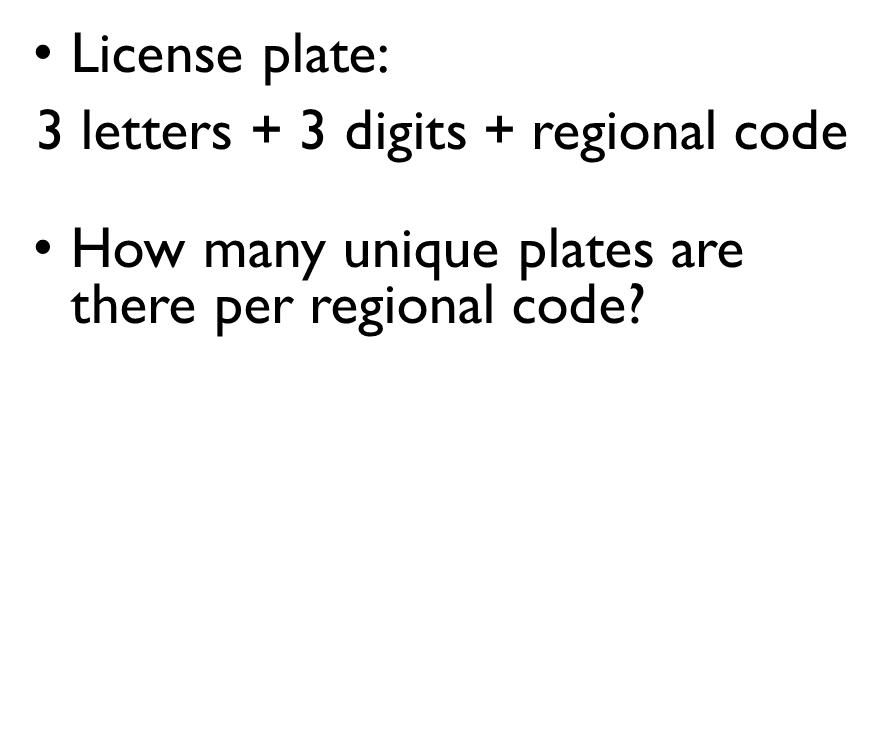 • License plate:
3 letters + 3 digits + regional code
• How many unique plates are
there per regional code?